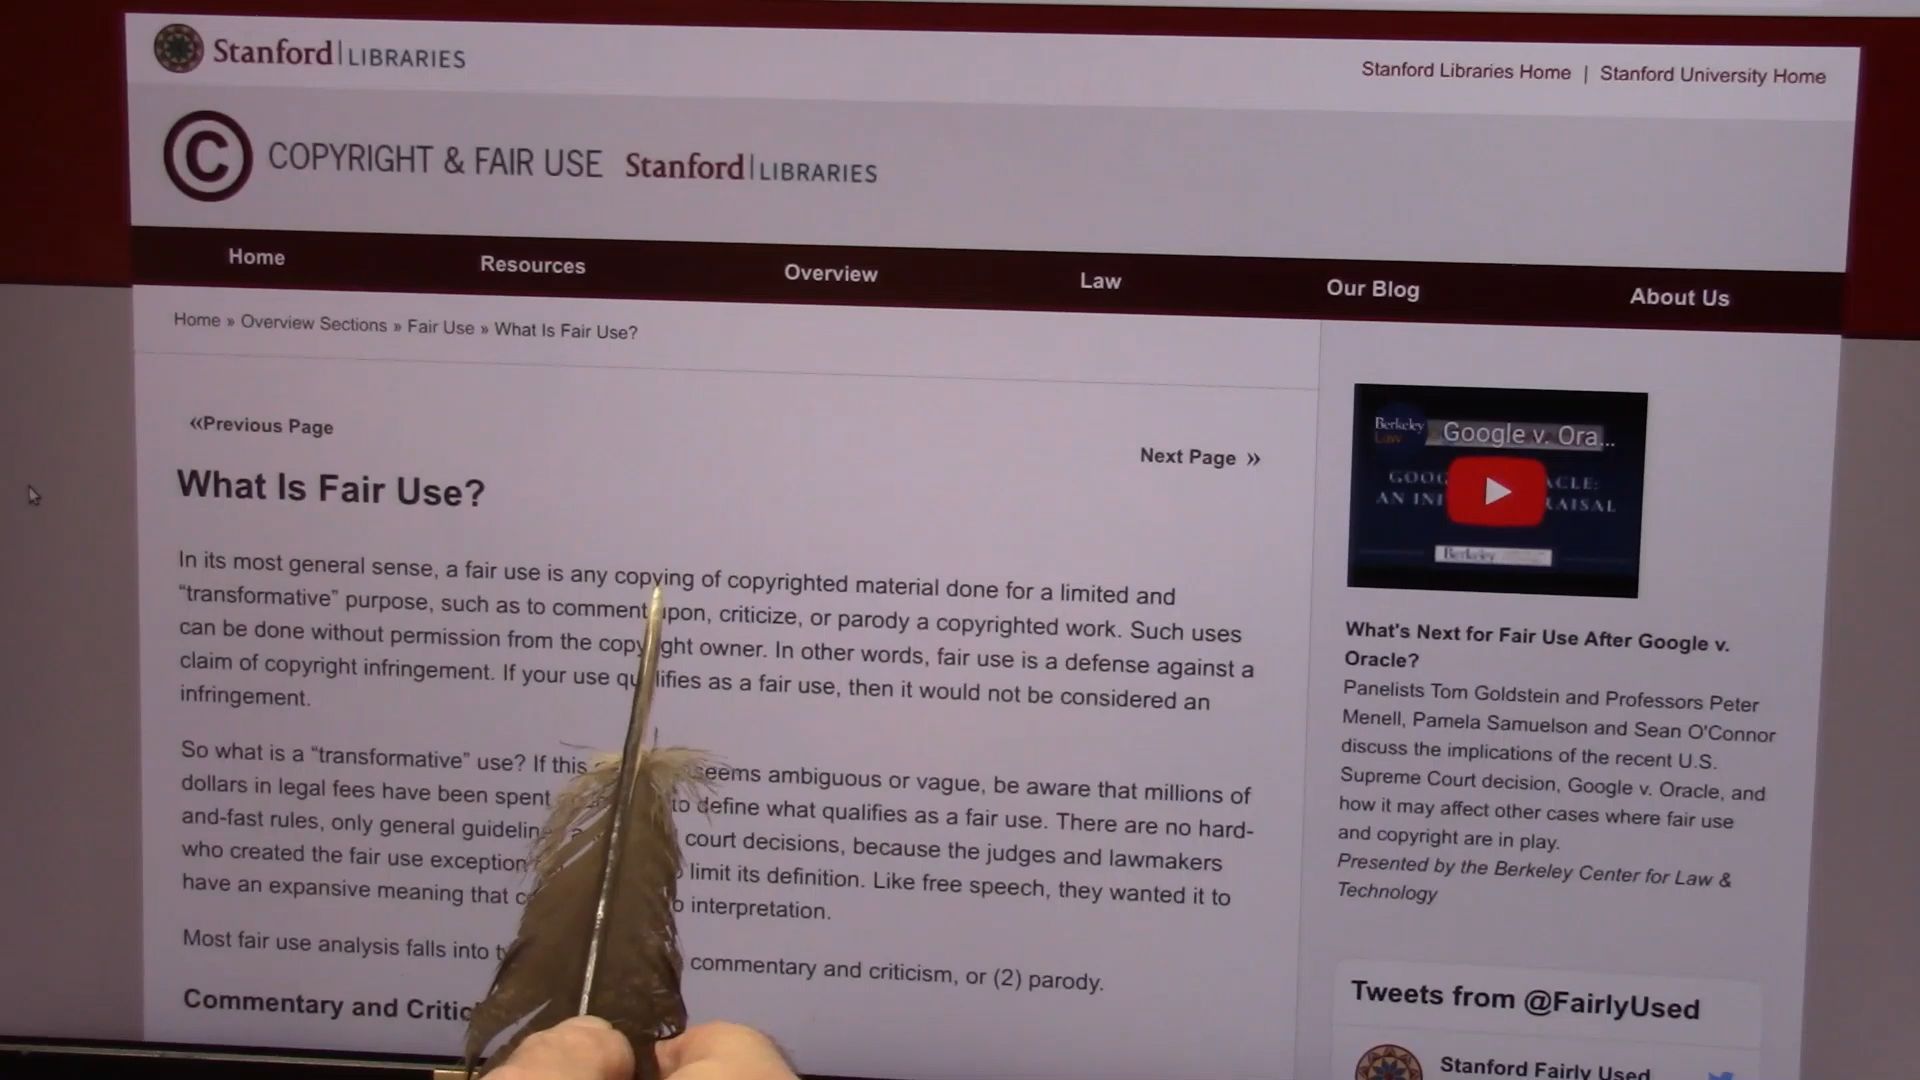 Stanford|LIBRARIES
Stanford Libraries Home | Stanford University Home
© COPYRIGHT & FAIR USE Stanford|LIBRARIES
Home Resources Overview Law Our Blog About Us
Home » Overview Sections » Fair Use » What Is Fair Use?
«Previous Page
Next Page »
What Is Fair Use?
In its most general sense, a fair use is any copying of copyrighted material done for a limited and
“transformative” purpose, such as to comment upon, criticize, or parody a copyrighted work. Such uses
can be done without permission from the copyright owner. In other words, fair use is a defense against a
claim of copyright infringement. If your use qualifies as a fair use, then it would not be considered an
infringement.
So what is a “transformative” use? If this seems ambiguous or vague, be aware that millions of
dollars in legal fees have been spent to define what qualifies as a fair use. There are no hard-
and-fast rules, only general guidelin court decisions, because the judges and lawmakers
who created the fair use exception limit its definition. Like free speech, they wanted it to
have an expansive meaning that interpretation.
Most fair use analysis falls into commentary and criticism, or (2) parody.
Commentary and Critic
Berkeley
Law
Google v. Ora...
Berkeley
What's Next for Fair Use After Google v.
Oracle?
Panelists Tom Goldstein and Professors Peter
Menell, Pamela Samuelson and Sean O'Connor
discuss the implications of the recent U.S.
Supreme Court decision, Google v. Oracle, and
how it may affect other cases where fair use
and copyright are in play.
Presented by the Berkeley Center for Law &
Technology
Tweets from @FairlyUsed
Stanford Fairly Used